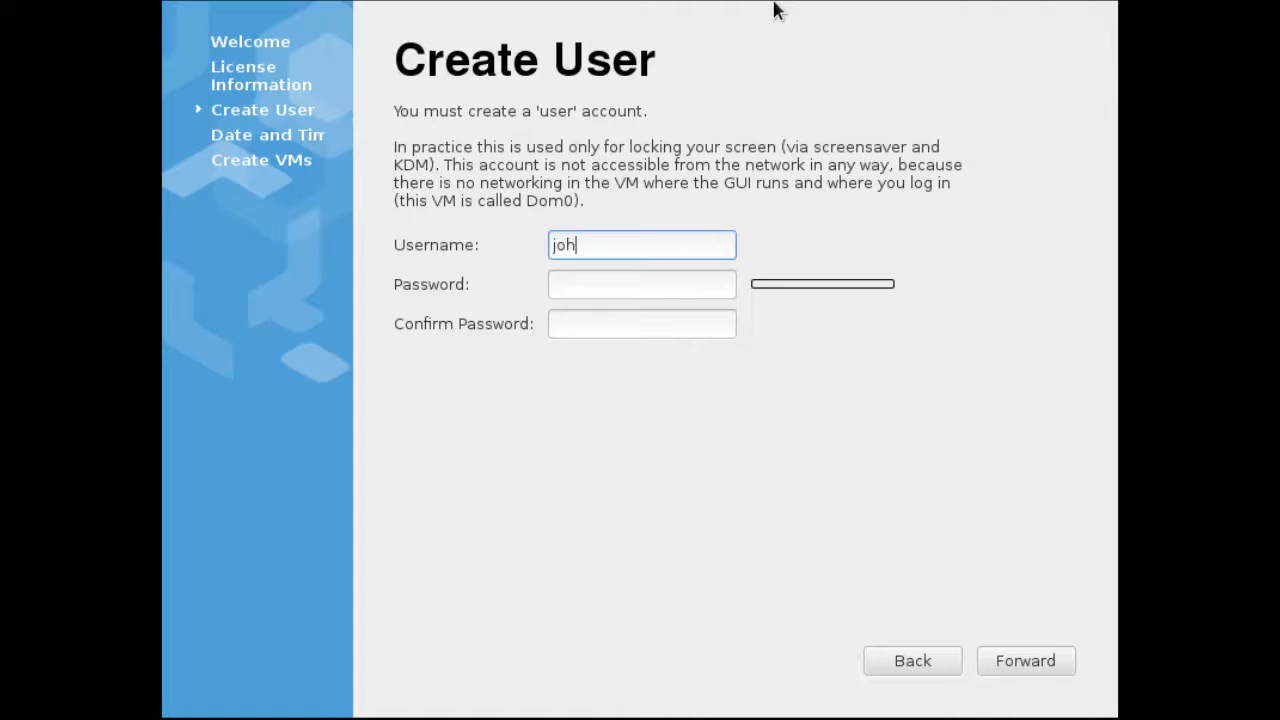 Welcome
License
Information
Create User
Date and Tim
Create VMs
Create User
You must create a 'user' account.
In practice this is used only for locking your screen (via screensaver and
KDM). This account is not accessible from the network in any way, because
there is no networking in the VM where the GUI runs and where you log in
(this VM is called Dom0).
Username:
joh
Password:
Confirm Password:
Back
Forward